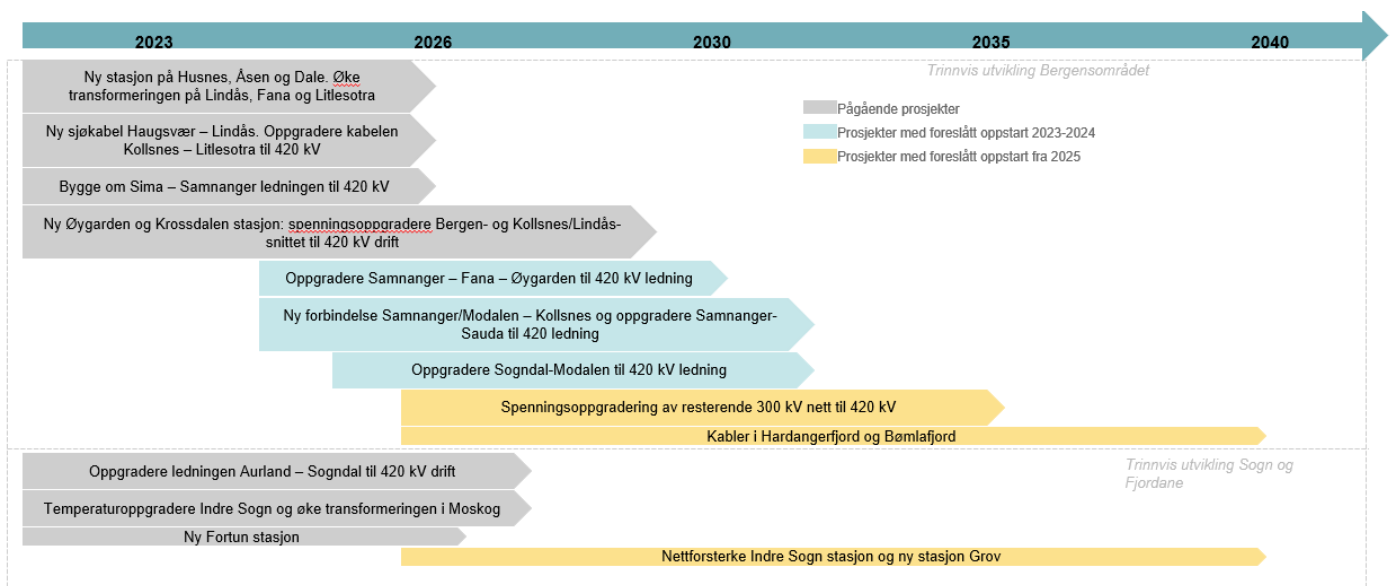 2023 2026 2030 2035 2040
Trinnvis utvikling Bergensområdet
Ny stasjon på Husnes, Åsen og Dale. Øke
transformeringen på Lindås, Fana og Litlesotra
Pågående prosjekter
Prosjekter med foreslått oppstart 2023-2024
Prosjekter med foreslått oppstart fra 2025
Ny sjøkabel Haugsvær – Lindås. Oppgradere kabelen
Kollsnes – Litlesotra til 420 kV
Bygge om Sima – Samnanger ledningen til 420 kV
Ny Øygarden og Krossdalen stasjon: spenningsoppgradere Bergen- og Kollsnes/Lindås-
snittet til 420 kV drift
Oppgradere Samnanger – Fana – Øygarden til 420 kV ledning
Ny forbindelse Samnanger/Modalen – Kollsnes og oppgradere Samnanger-
Sauda til 420 ledning
Oppgradere Sogndal-Modalen til 420 kV ledning
Spenningsoppgradering av resterende 300 kV nett til 420 kV
Kabler i Hardangerfjord og Bømlafjord
Trinnvis utvikling Sogn og
Fjordane
Oppgradere ledningen Aurland – Sogndal til 420 kV drift
Temperaturoppgradere Indre Sogn og øke transformeringen i Moskog
Ny Fortun stasjon
Nettforsterke Indre Sogn stasjon og ny stasjon Grov